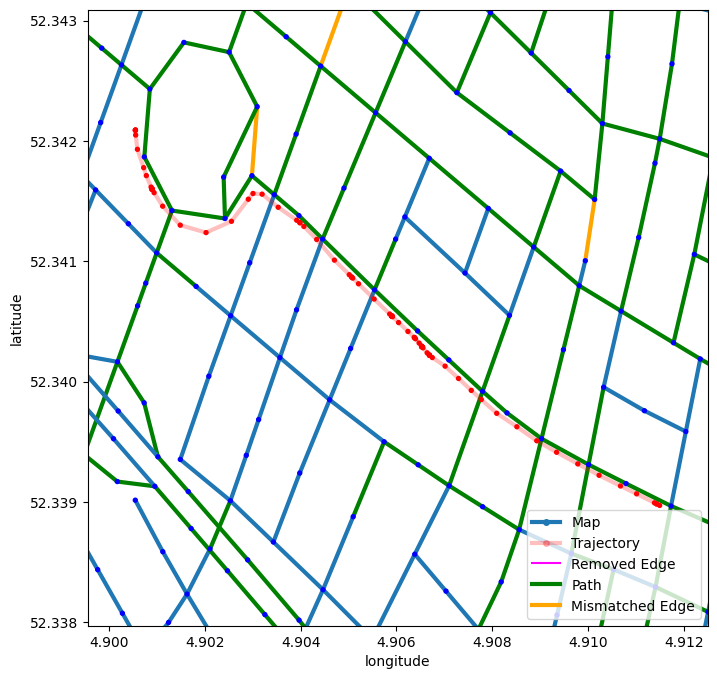 52.343
52.342
52.341
52.340
52.339
52.338
latitude
4.900 4.902 4.904 4.906 4.908 4.910 4.912
longitude
Map
Trajectory
Removed Edge
Path
Mismatched Edge